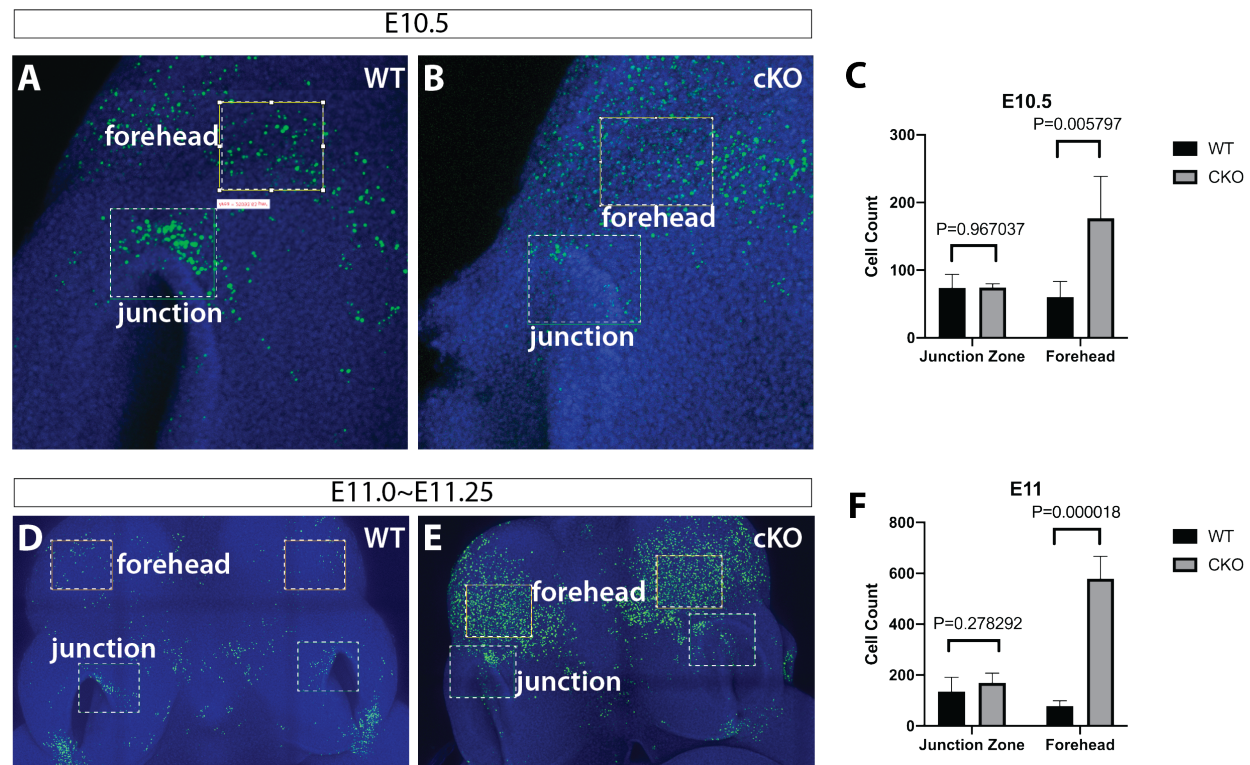 E10.5
A
WT
forehead
junction
B
cKO
forehead
junction
C
E10.5
P=0.005797
P=0.967037
300
200
100
0
Cell Count
Junction Zone
Forehead
WT
CKO
E11.0~E11.25
D
WT
forehead
junction
E
cKO
forehead
junction
F
E11
P=0.000018
P=0.278292
800
600
400
200
0
Cell Count
Junction Zone
Forehead
WT
CKO